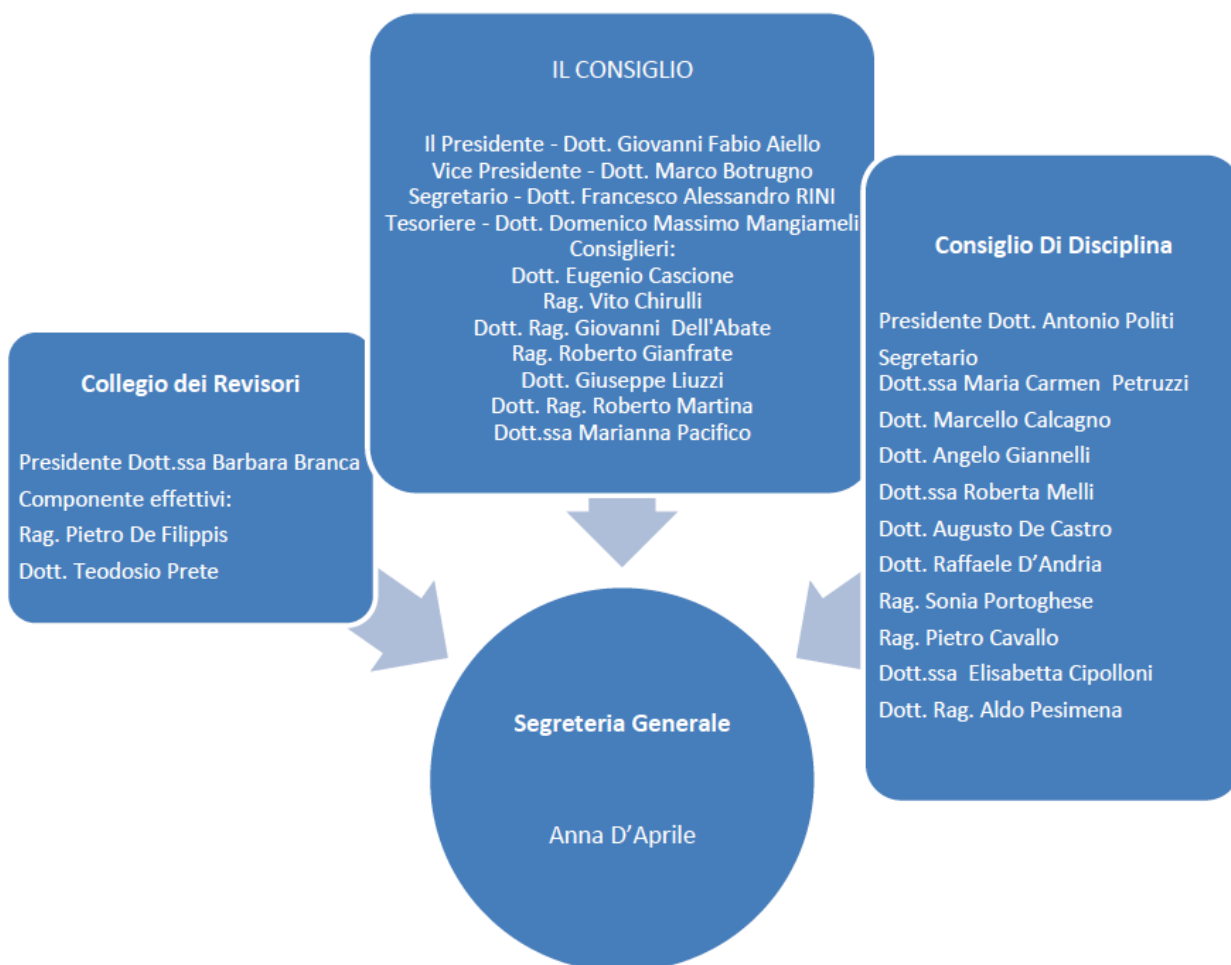 IL CONSIGLIO
Il Presidente - Dott. Giovanni Fabio Aiello
Vice Presidente - Dott. Marco Botrugno
Segretario - Dott. Francesco Alessandro RINI
Tesoriere - Dott. Domenico Massimo Mangiameli
Consiglieri:
Dott. Eugenio Cascione
Rag. Vito Chirulli
Dott. Rag. Giovanni  Dell'Abate
Rag. Roberto Gianfrate
Dott. Giuseppe Liuzzi
Dott. Rag. Roberto Martina
Dott.ssa Marianna Pacifico
Collegio dei Revisori
Presidente Dott.ssa Barbara Branca
Componente effettivi:
Rag. Pietro De Filippis
Dott. Teodosio Prete
Consiglio Di Disciplina
Presidente Dott. Antonio Politi
Segretario
Dott.ssa Maria Carmen  Petruzzi
Dott. Marcello Calcagno
Dott. Angelo Giannelli
Dott.ssa Roberta Melli
Dott. Augusto De Castro
Dott. Raffaele D’Andria
Rag. Sonia Portoghese
Rag. Pietro Cavallo
Dott.ssa  Elisabetta Cipolloni
Dott. Rag. Aldo Pesimena
Segreteria Generale
Anna D’Aprile